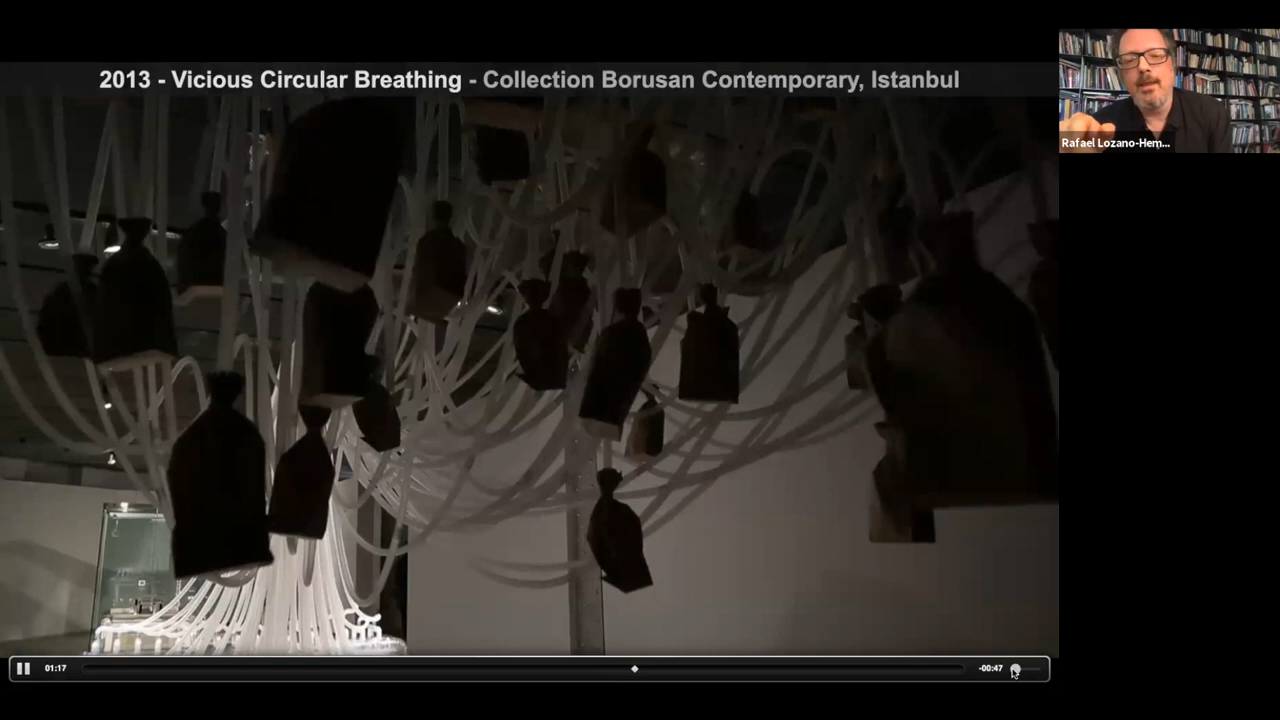 2013 - Vicious Circular Breathing - Collection Borusan Contemporary, Istanbul
Rafael Lozano-Hem...
01:17
-00:47